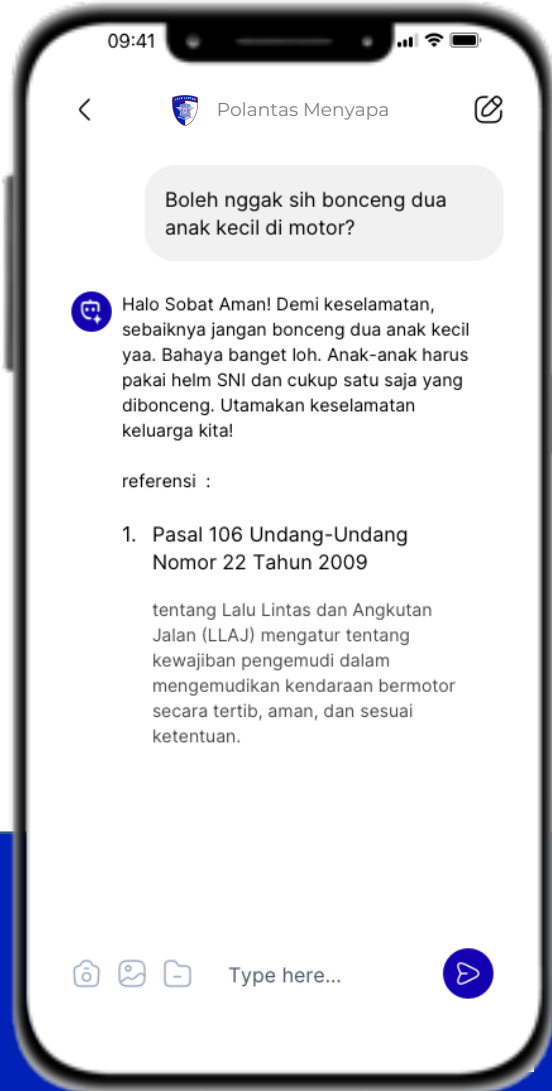 09:41
Polantas Menyapa
Boleh nggak sih bonceng dua
anak kecil di motor?
Halo Sobat Aman! Demi keselamatan,
sebaiknya jangan bonceng dua anak kecil
yaa. Bahaya banget loh. Anak-anak harus
pakai helm SNI dan cukup satu saja yang
dibonceng. Utamakan keselamatan
keluarga kita!
referensi :
1. Pasal 106 Undang-Undang
Nomor 22 Tahun 2009
tentang Lalu Lintas dan Angkutan
Jalan (LLAJ) mengatur tentang
kewajiban pengemudi dalam
mengemudikan kendaraan bermotor
secara tertib, aman, dan sesuai
ketentuan.
Type here...